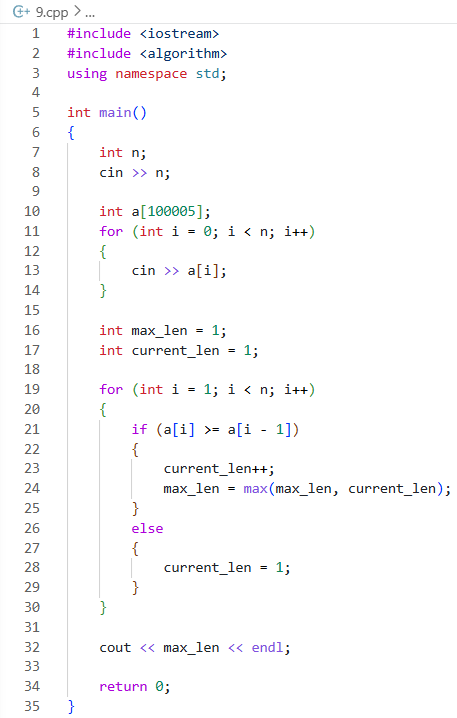 9.cpp > ...
1 #include <iostream>
2 #include <algorithm>
3 using namespace std;
4
5 int main()
6 {
7     int n;
8     cin >> n;
9
10     int a[100005];
11     for (int i = 0; i < n; i++)
12     {
13         cin >> a[i];
14     }
15
16     int max_len = 1;
17     int current_len = 1;
18
19     for (int i = 1; i < n; i++)
20     {
21         if (a[i] >= a[i - 1])
22         {
23             current_len++;
24             max_len = max(max_len, current_len);
25         }
26         else
27         {
28             current_len = 1;
29         }
30     }
31
32     cout << max_len << endl;
33
34     return 0;
35 }